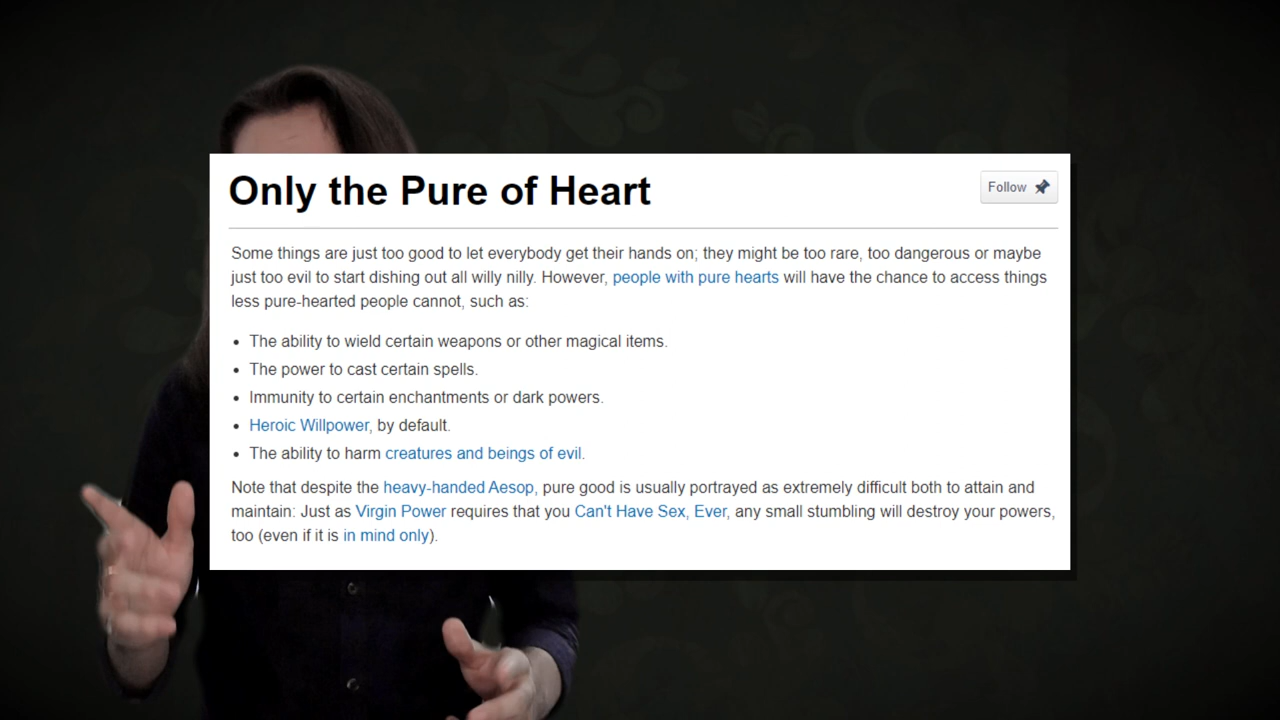 Only the Pure of Heart
Follow
Some things are just too good to let everybody get their hands on; they might be too rare, too dangerous or maybe
just too evil to start dishing out all willy nilly. However, people with pure hearts will have the chance to access things
less pure-hearted people cannot, such as:
• The ability to wield certain weapons or other magical items.
• The power to cast certain spells.
• Immunity to certain enchantments or dark powers.
• Heroic Willpower, by default.
• The ability to harm creatures and beings of evil.
Note that despite the heavy-handed Aesop, pure good is usually portrayed as extremely difficult both to attain and
maintain: Just as Virgin Power requires that you Can't Have Sex, Ever, any small stumbling will destroy your powers,
too (even if it is in mind only).